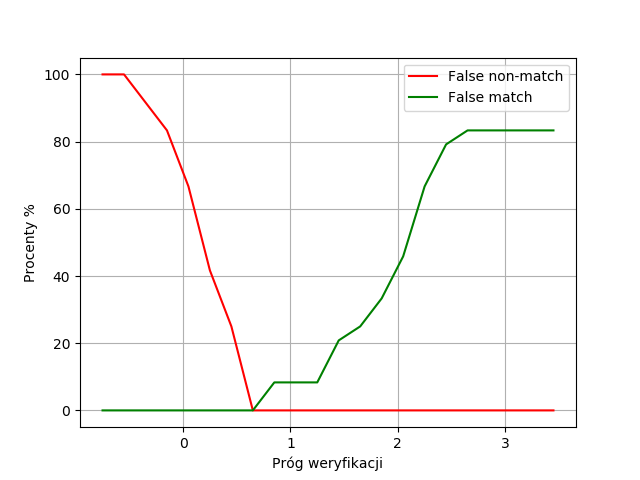 100
80
60
40
20
0
Procenty %
False non-match
False match
0 1 2 3
Próg weryfikacji